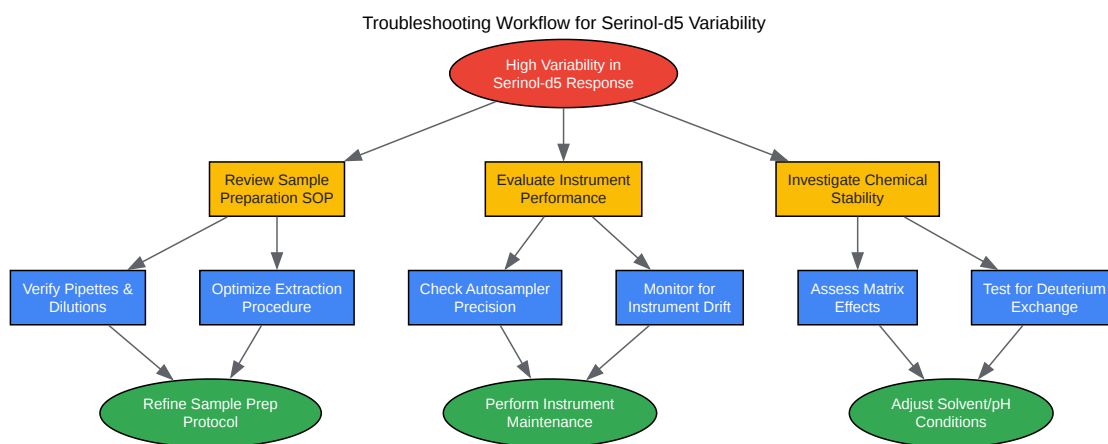 Troubleshooting Workflow for Serinol-d5 Variability
High Variability in
Serinol-d5 Response
Review Sample
Preparation SOP
Evaluate Instrument
Performance
Investigate Chemical
Stability
Verify Pipettes &
Dilutions
Optimize Extraction
Procedure
Check Autosampler
Precision
Monitor for
Instrument Drift
Assess Matrix
Effects
Test for Deuterium
Exchange
Refine Sample Prep
Protocol
Perform Instrument
Maintenance
Adjust Solvent/pH
Conditions